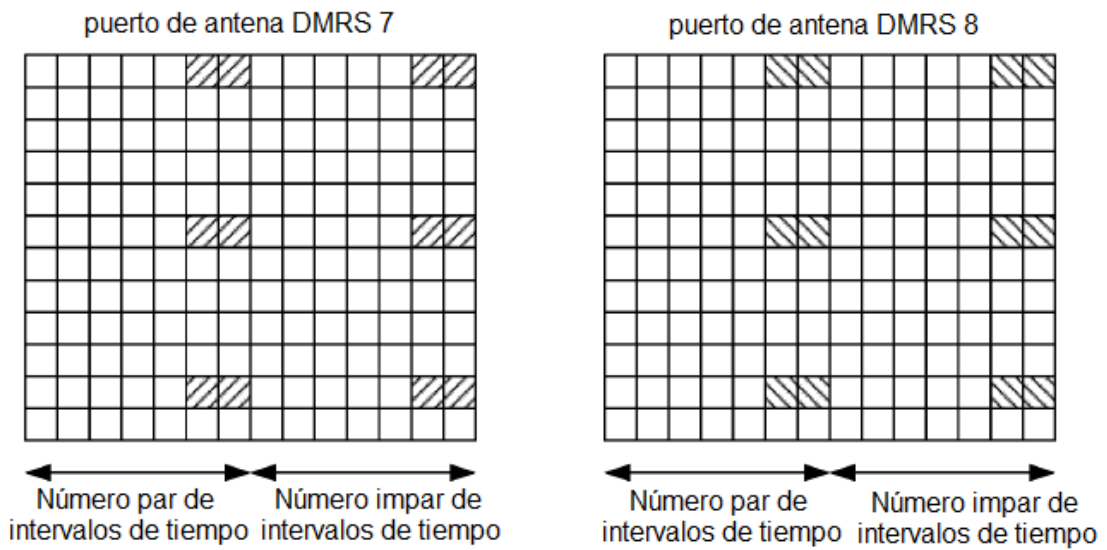 puerto de antena DMRS 7
puerto de antena DMRS 8
Número par de
intervalos de tiempo
Número impar de
intervalos de tiempo
Número par de
intervalos de tiempo
Número impar de
intervalos de tiempo